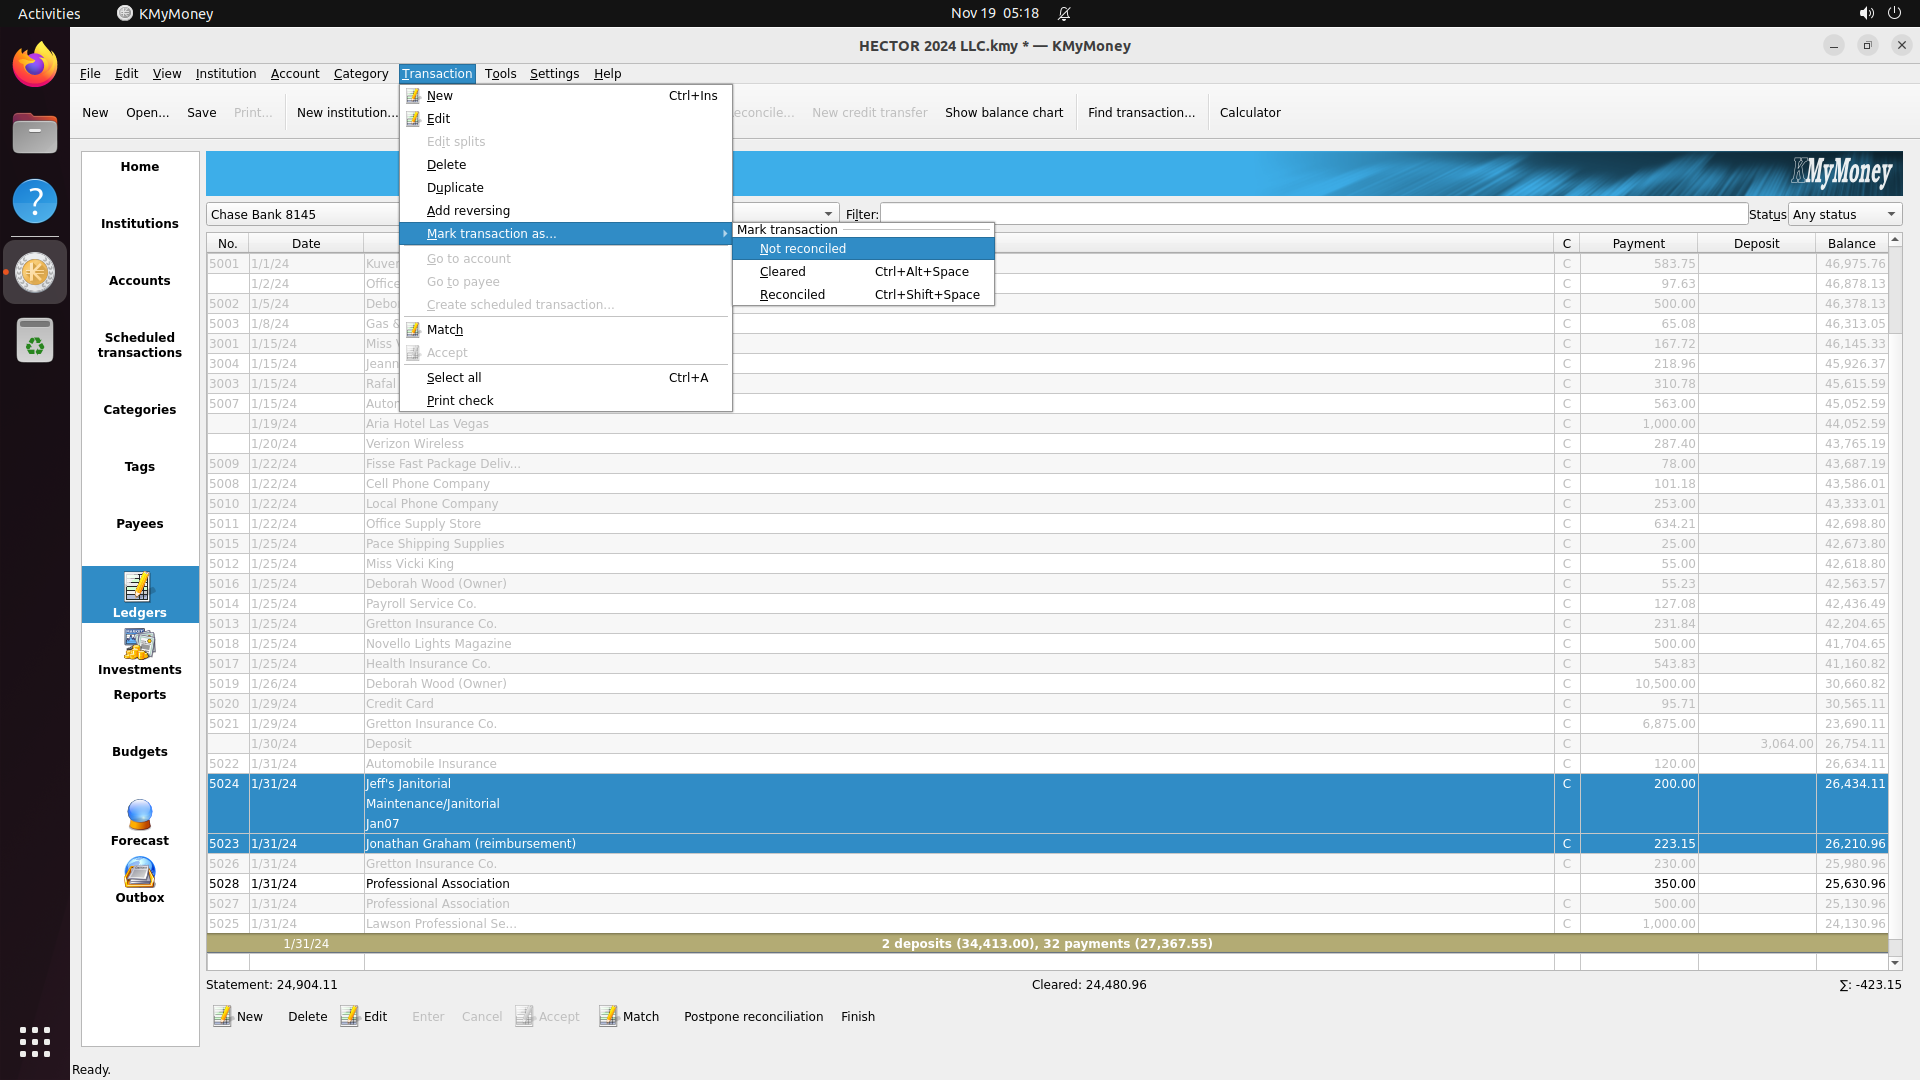 Activities KMyMoney Nov 19 05:18
HECTOR 2024 LLC.kmy * — KMyMoney
File Edit View Institution Account Category Transaction Tools Settings Help
New Open... Save Print... New institution... econcile... New credit transfer Show balance chart Find transaction... Calculator
New Ctrl+Ins
Edit
Edit splits
Delete
Duplicate
Add reversing
Mark transaction as...
Go to account
Go to payee
Create scheduled transaction...
Match
Accept
Select all Ctrl+A
Print check
Mark transaction
Not reconciled
Cleared Ctrl+Alt+Space
Reconciled Ctrl+Shift+Space
Home
Institutions
Accounts
Scheduled
transactions
Categories
Tags
Payees
Ledgers
Investments
Reports
Budgets
Forecast
Outbox
KMyMoney
Chase Bank 8145 Filter: Status Any status
No. Date C Payment Deposit Balance
5001 1/1/24 Kuver C 583.75 46,975.76
1/2/24 Office C 97.63 46,878.13
5002 1/5/24 Debo C 500.00 46,378.13
5003 1/8/24 Gas & C 65.08 46,313.05
3001 1/15/24 Miss V C 167.72 46,145.33
3004 1/15/24 Jeann C 218.96 45,926.37
3003 1/15/24 Rafal C 310.78 45,615.59
5007 1/15/24 Autom C 563.00 45,052.59
1/19/24 Aria Hotel Las Vegas C 1,000.00 44,052.59
1/20/24 Verizon Wireless C 287.40 43,765.19
5009 1/22/24 Fisse Fast Package Deliv... C 78.00 43,687.19
5008 1/22/24 Cell Phone Company C 101.18 43,586.01
5010 1/22/24 Local Phone Company C 253.00 43,333.01
5011 1/22/24 Office Supply Store C 634.21 42,698.80
5015 1/25/24 Pace Shipping Supplies C 25.00 42,673.80
5012 1/25/24 Miss Vicki King C 55.00 42,618.80
5016 1/25/24 Deborah Wood (Owner) C 55.23 42,563.57
5014 1/25/24 Payroll Service Co. C 127.08 42,436.49
5013 1/25/24 Gretton Insurance Co. C 231.84 42,204.65
5018 1/25/24 Novello Lights Magazine C 500.00 41,704.65
5017 1/25/24 Health Insurance Co. C 543.83 41,160.82
5019 1/26/24 Deborah Wood (Owner) C 10,500.00 30,660.82
5020 1/29/24 Credit Card C 95.71 30,565.11
5021 1/29/24 Gretton Insurance Co. C 6,875.00 23,690.11
1/30/24 Deposit C 3,064.00 26,754.11
5022 1/31/24 Automobile Insurance C 120.00 26,634.11
5024 1/31/24 Jeff's Janitorial C 200.00 26,434.11
Maintenance/Janitorial
Jan07
5023 1/31/24 Jonathan Graham (reimbursement) C 223.15 26,210.96
5026 1/31/24 Gretton Insurance Co. C 230.00 25,980.96
5028 1/31/24 Professional Association 350.00 25,630.96
5027 1/31/24 Professional Association C 500.00 25,130.96
5025 1/31/24 Lawson Professional Se... C 1,000.00 24,130.96
1/31/24 2 deposits (34,413.00), 32 payments (27,367.55)
Statement: 24,904.11 Cleared: 24,480.96 ∑: -423.15
New Delete Edit Enter Cancel Accept Match Postpone reconciliation Finish
Ready.